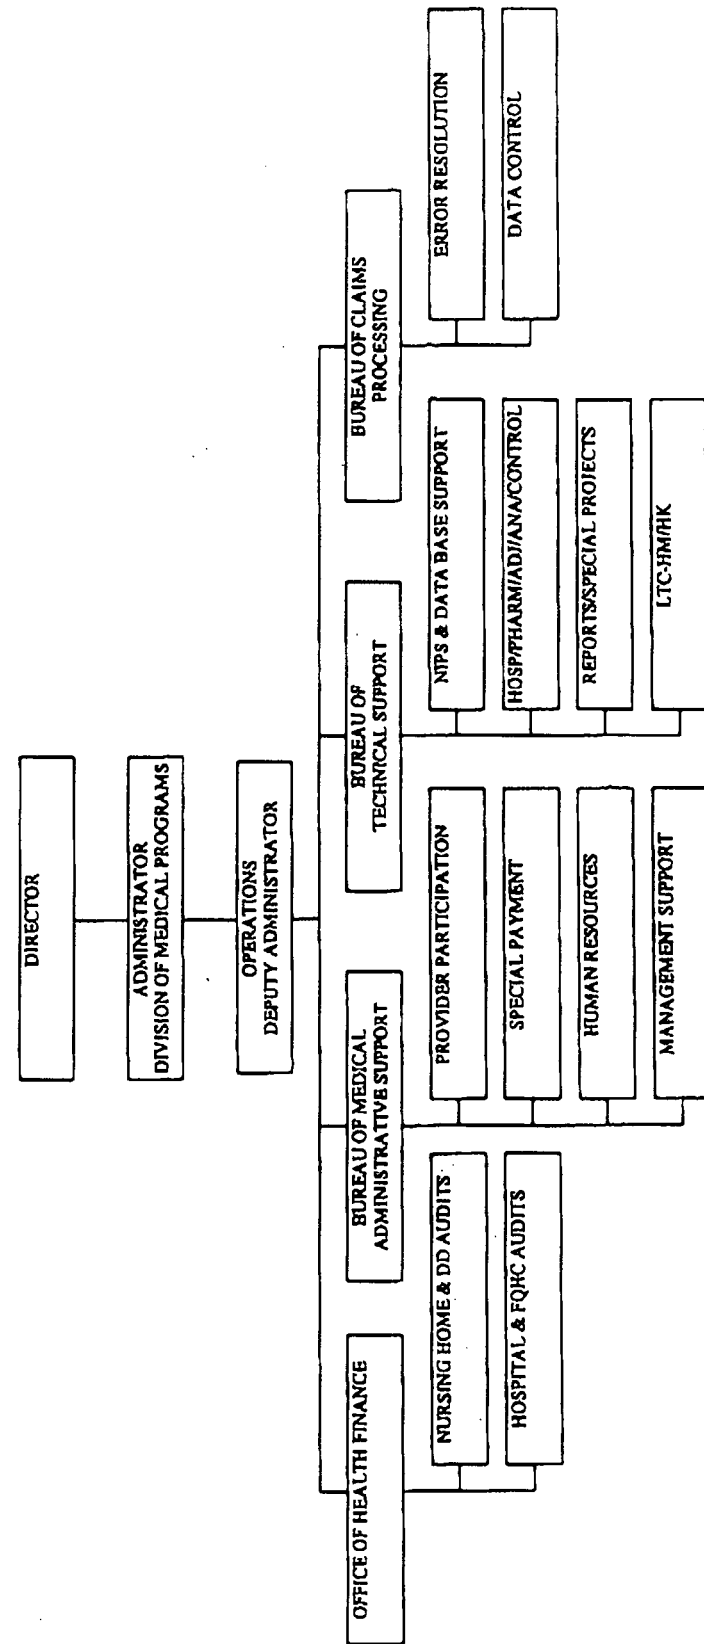 DIRECTOR
ADMINISTRATOR
DIVISION OF MEDICAL PROGRAMS
OPERATIONS
DEPUTY ADMINISTRATOR
OFFICE OF HEALTH FINANCE
NURSING HOME & DD AUDITS
HOSPITAL & FQHC AUDITS
BUREAU OF MEDICAL
ADMINISTRATIVE SUPPORT
PROVIDER PARTICIPATION
SPECIAL PAYMENT
HUMAN RESOURCES
MANAGEMENT SUPPORT
BUREAU OF
TECHNICAL SUPPORT
NIPS & DATA BASE SUPPORT
HOSP/PHARM/ADJ/ANA/CONTROL
REPORTS/SPECIAL PROJECTS
LTC-HM/HK
BUREAU OF CLAIMS
PROCESSING
ERROR RESOLUTION
DATA CONTROL